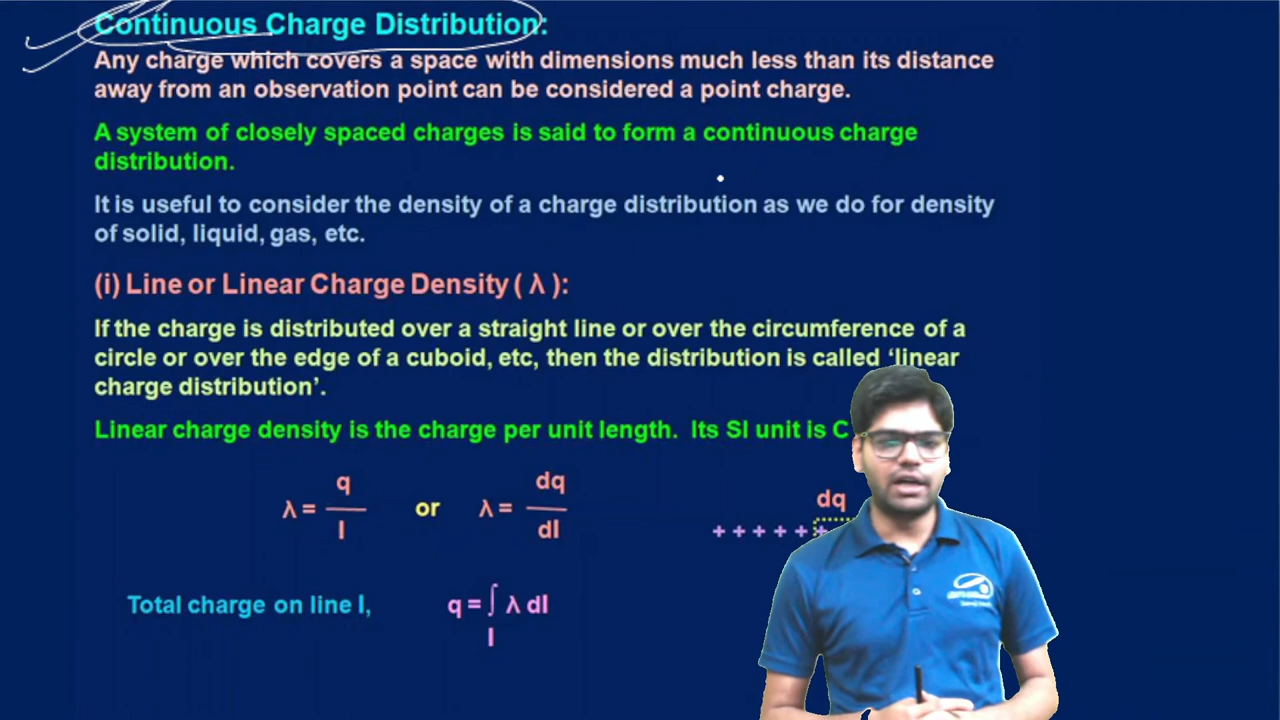 Continuous Charge Distribution:
Any charge which covers a space with dimensions much less than its distance
away from an observation point can be considered a point charge.
A system of closely spaced charges is said to form a continuous charge
distribution.
It is useful to consider the density of a charge distribution as we do for density
of solid, liquid, gas, etc.
(i) Line or Linear Charge Density ( λ ):
If the charge is distributed over a straight line or over the circumference of a
circle or over the edge of a cuboid, etc, then the distribution is called ‘linear
charge distribution’.
Linear charge density is the charge per unit length. Its SI unit is C
λ = q / l or λ = dq / dl
dq
+ + + + + +
Total charge on line l, q = ∫ λ dl
l